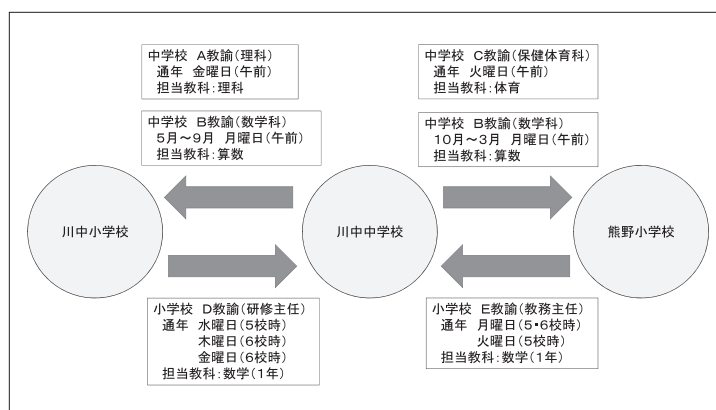 中学校 A教諭(理科)
通年 金曜日(午前)
担当教科:理科
中学校 B教諭(数学科)
5月～9月 月曜日(午前)
担当教科:算数
中学校 C教諭(保健体育科)
通年 火曜日(午前)
担当教科:体育
中学校 B教諭(数学科)
10月～3月 月曜日(午前)
担当教科:算数
川中小学校
川中中学校
熊野小学校
小学校 D教諭(研修主任)
通年 水曜日(5校時)
木曜日(6校時)
金曜日(6校時)
担当教科:数学(1年)
小学校 E教諭(教務主任)
通年 月曜日(5・6校時)
火曜日(5校時)
担当教科:数学(1年)